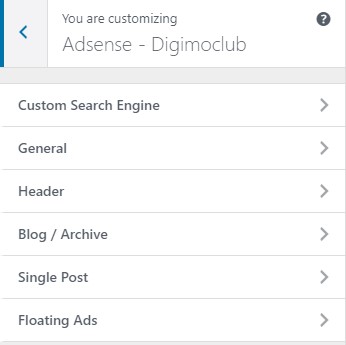 You are customizing
Adsense - Digimoclub
Custom Search Engine
General
Header
Blog / Archive
Single Post
Floating Ads